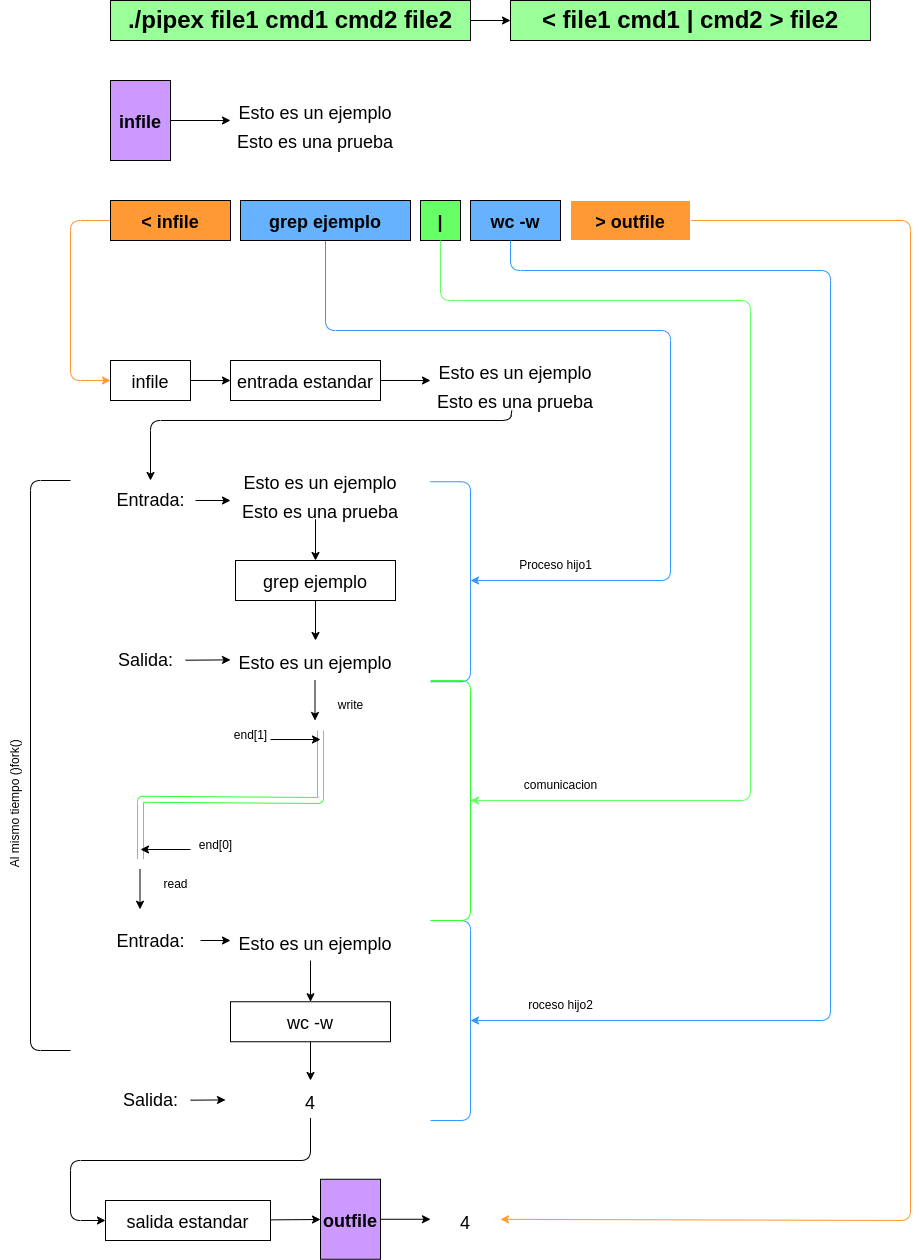 ./pipex file1 cmd1 cmd2 file2
< file1 cmd1 | cmd2 > file2
infile
Esto es un ejemplo
Esto es una prueba
< infile
grep ejemplo
|
wc -w
> outfile
infile
entrada estandar
Esto es un ejemplo
Esto es una prueba
Entrada:
Esto es un ejemplo
Esto es una prueba
grep ejemplo
Proceso hijo1
Salida:
Esto es un ejemplo
write
end[1]
comunicacion
Al mismo tiempo ()fork()
end[0]
read
Entrada:
Esto es un ejemplo
roceso hijo2
wc -w
Salida:
4
salida estandar
outfile
4